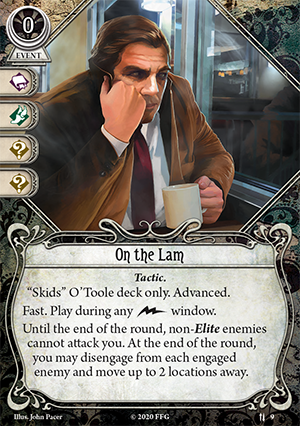 0
EVENT
?
?
On the Lam
Tactic.
“Skids” O’Toole deck only. Advanced.
Fast. Play during any window.
Until the end of the round, non-Elite enemies
cannot attack you. At the end of the round,
you may disengage from each engaged
enemy and move up to 2 locations away.
Illus. John Pacer © 2020 FFG 9